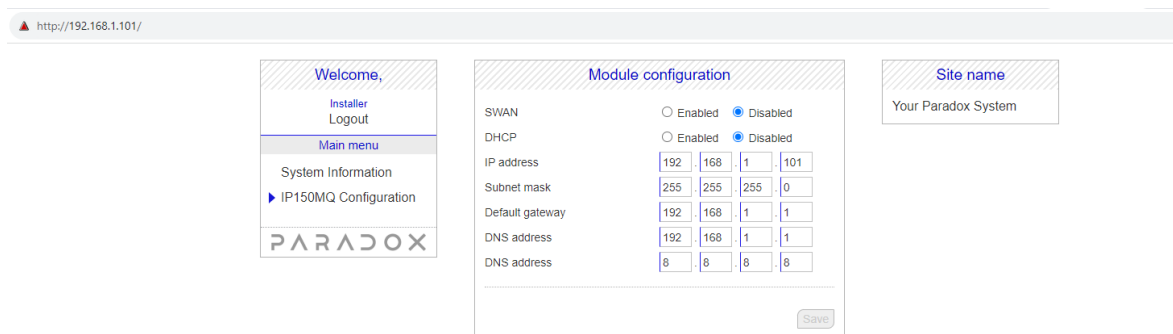 http://192.168.1.101/
Welcome,
Installer
Logout
Main menu
System Information
IP150MQ Configuration
PARADOX
Module configuration
SWAN Enabled Disabled
DHCP Enabled Disabled
IP address 192 . 168 . 1 . 101
Subnet mask 255 . 255 . 255 . 0
Default gateway 192 . 168 . 1 . 1
DNS address 192 . 168 . 1 . 1
DNS address 8 . 8 . 8 . 8
Save
Site name
Your Paradox System